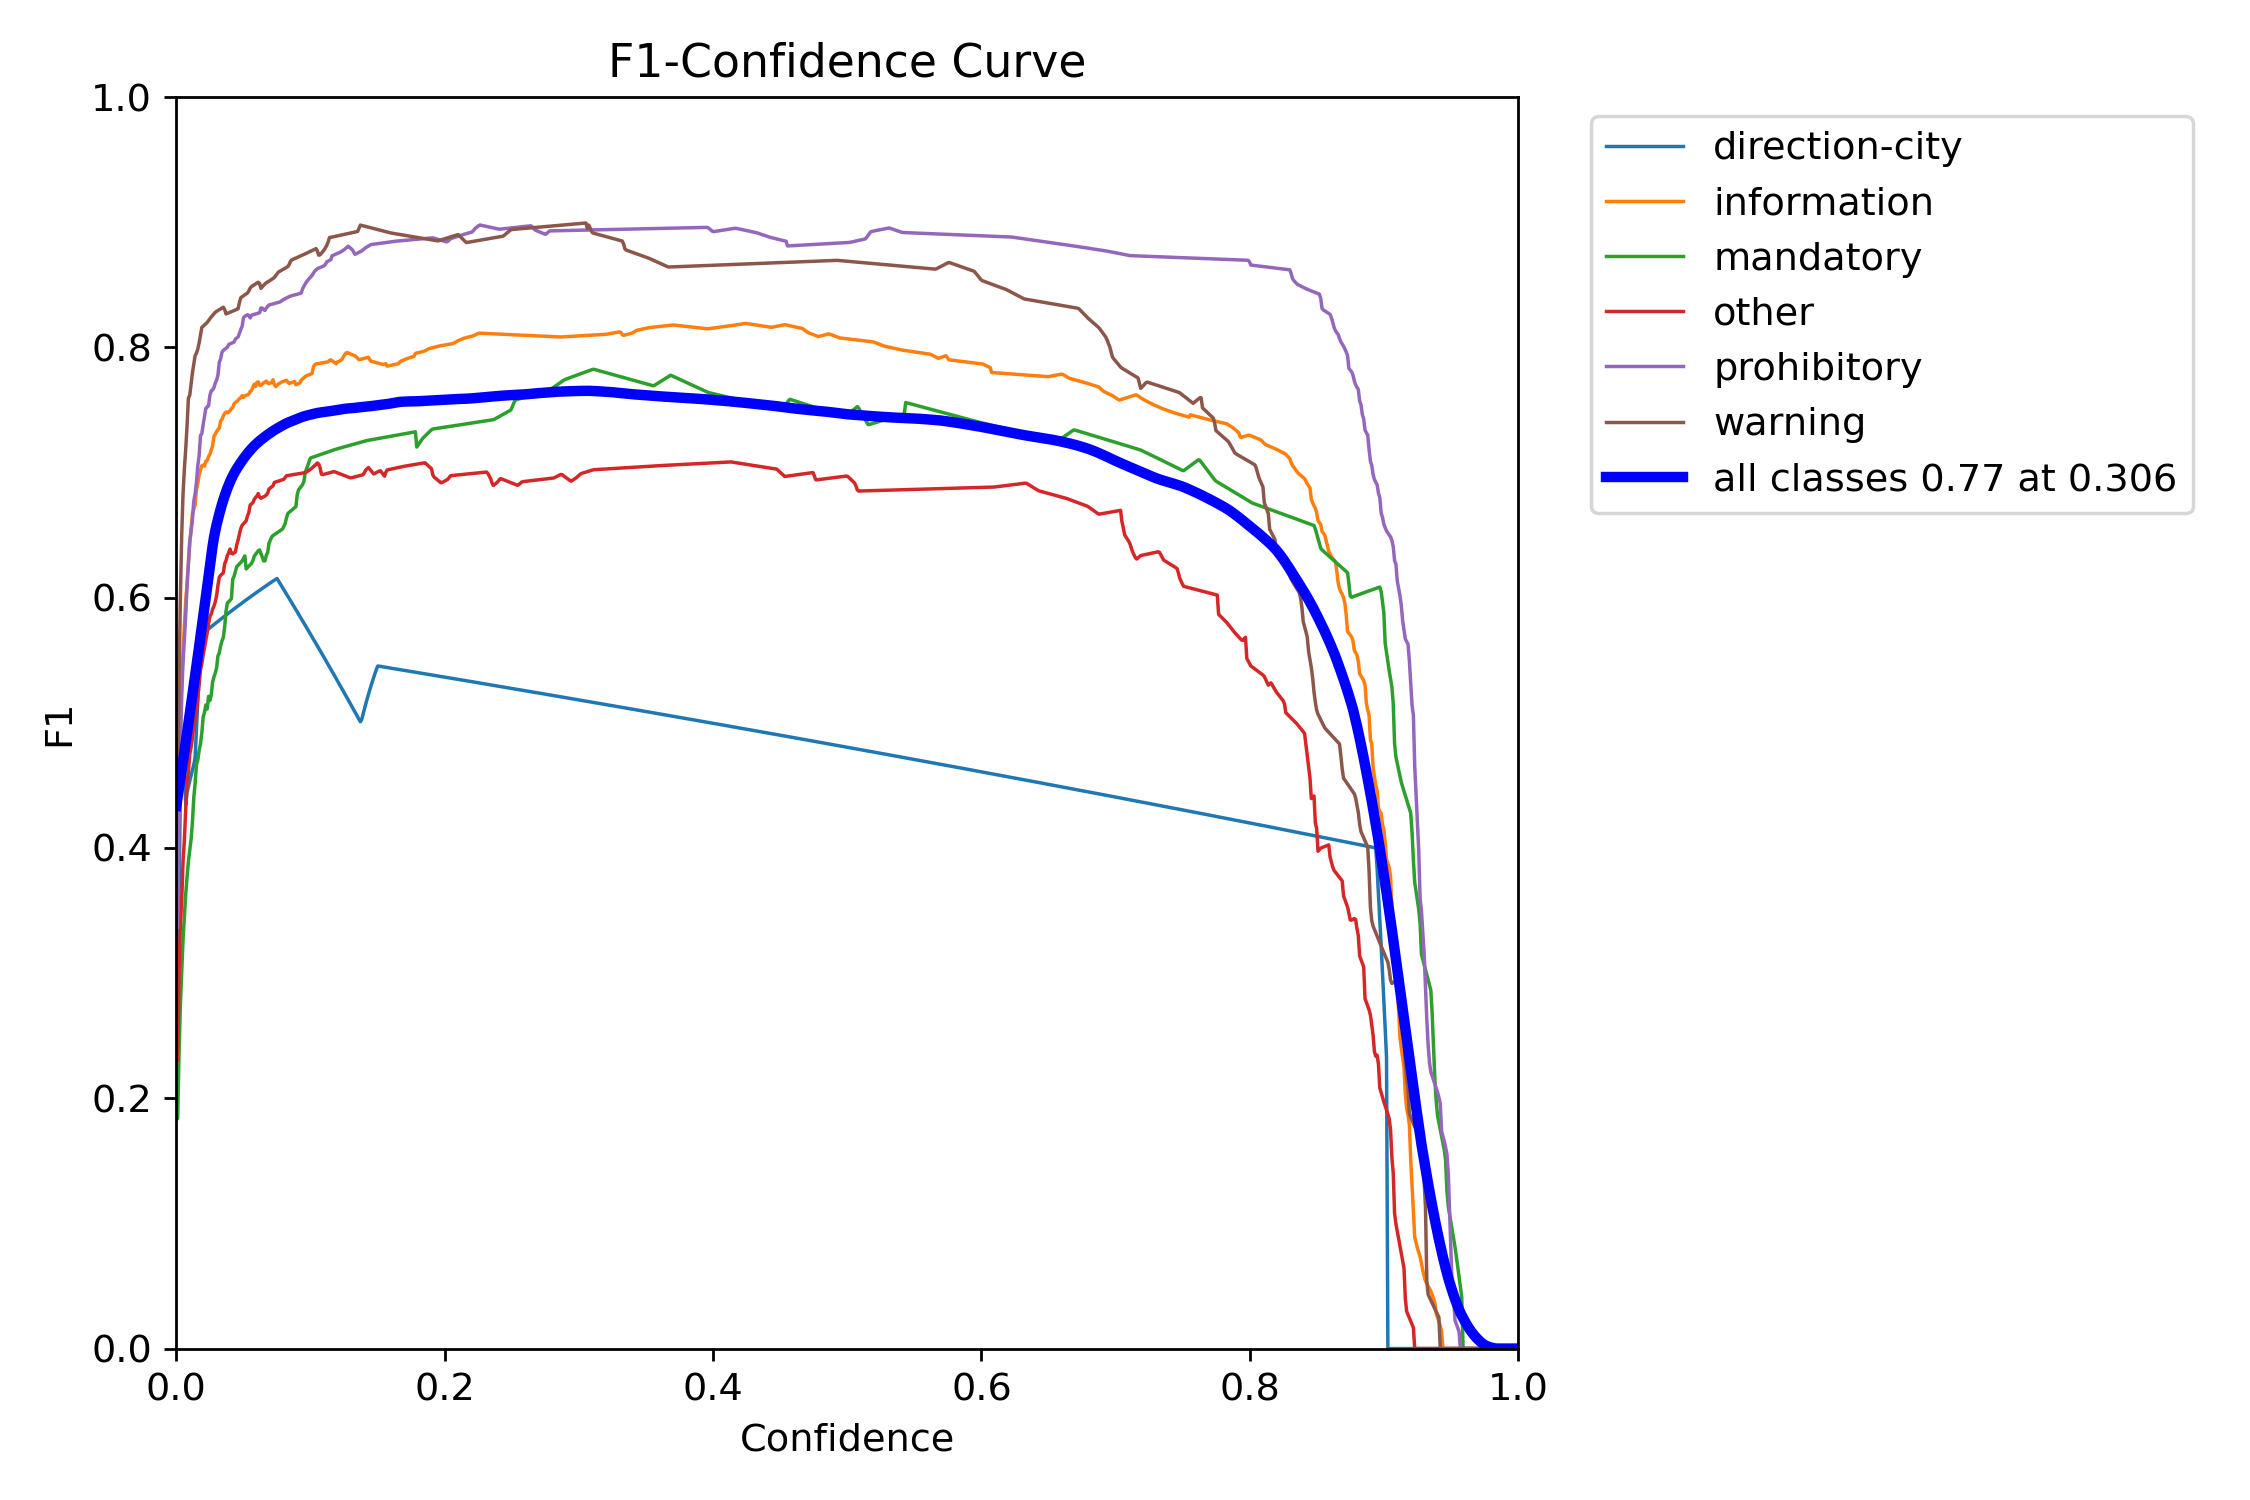 F1-Confidence Curve
1.0
0.8
0.6
0.4
0.2
0.0
F1
0.0 0.2 0.4 0.6 0.8 1.0
Confidence
direction-city
information
mandatory
other
prohibitory
warning
all classes 0.77 at 0.306